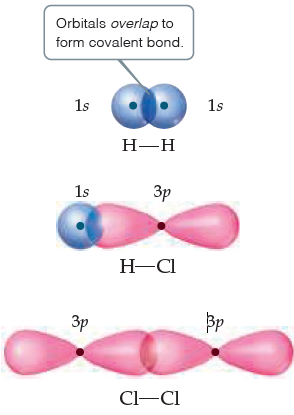 Orbitals overlap to
form covalent bond.
1s 1s
H—H
1s 3p
H—Cl
3p 3p
Cl—Cl